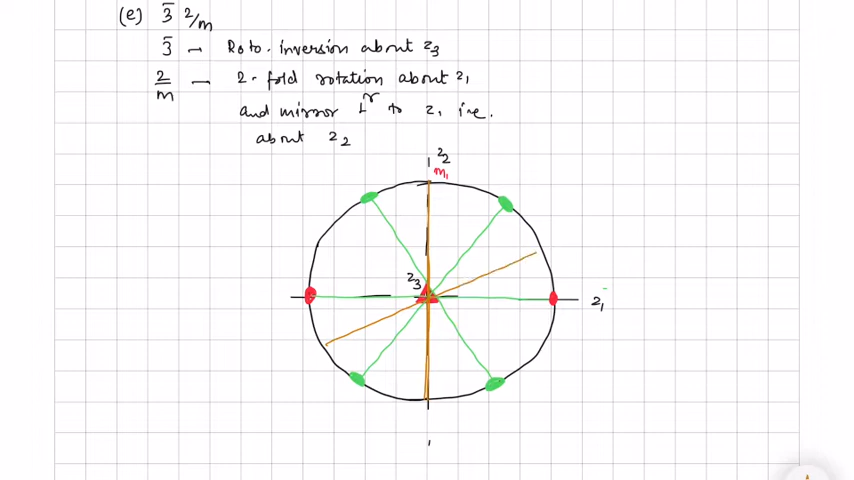 (e) 3̄ 2/m
3̄ → Roto-inversion about Z₃
2/m — 2-fold rotation about Z₁
and mirror ⊥ʳ to Z₁ i.e.
about Z₂
Z₂
m₁
Z₃
Z₁